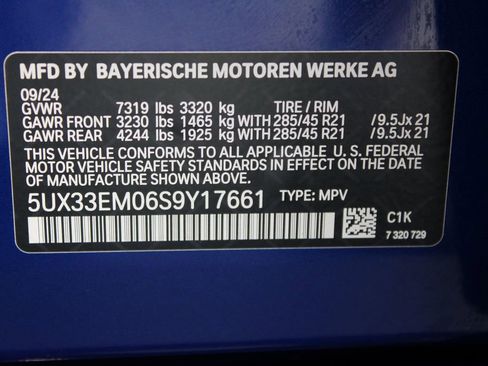 MFD BY BAYERISCHE MOTOREN WERKE AG
09/24
GVWR 7319 lbs 3320 kg TIRE / RIM
GAWR FRONT 3230 lbs 1465 kg WITH 285/45 R21 /9.5Jx 21
GAWR REAR 4244 lbs 1925 kg WITH 285/45 R21 /9.5Jx 21
THIS VEHICLE CONFORMS TO ALL APPLICABLE U.S. FEDERAL
MOTOR VEHICLE SAFETY STANDARDS IN EFFECT ON THE DATE
OF MANUFACTURE SHOWN ABOVE.
5UX33EM06S9Y17661 TYPE: MPV
C1K
7 320 729